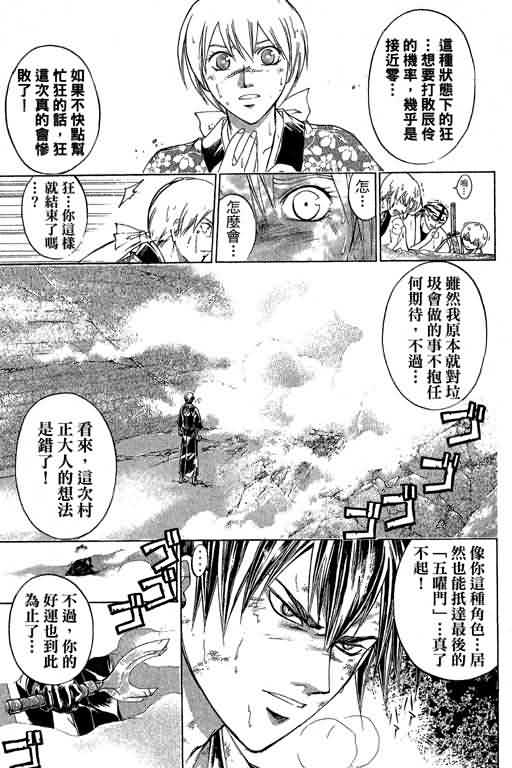 這種狀態下的狂
…想要打敗辰伶
的機率，幾乎是
接近零…
如果不快點幫
忙狂的話，狂
這次真的會慘
敗了！
怎…
怎麼會…
狂…你這樣
就結束了嗎
…？
雖然我原本就對垃
圾會做的事不抱任
何期待，不過…
看來，這次村
正大人的想法
是錯了！
ゴゴゴゴ
ゴゴゴゴ
像你這種角色…居
然也能抵達最後的
「五曜門」…真了
不起！
…
不過，你的
好運也到此
為止了…